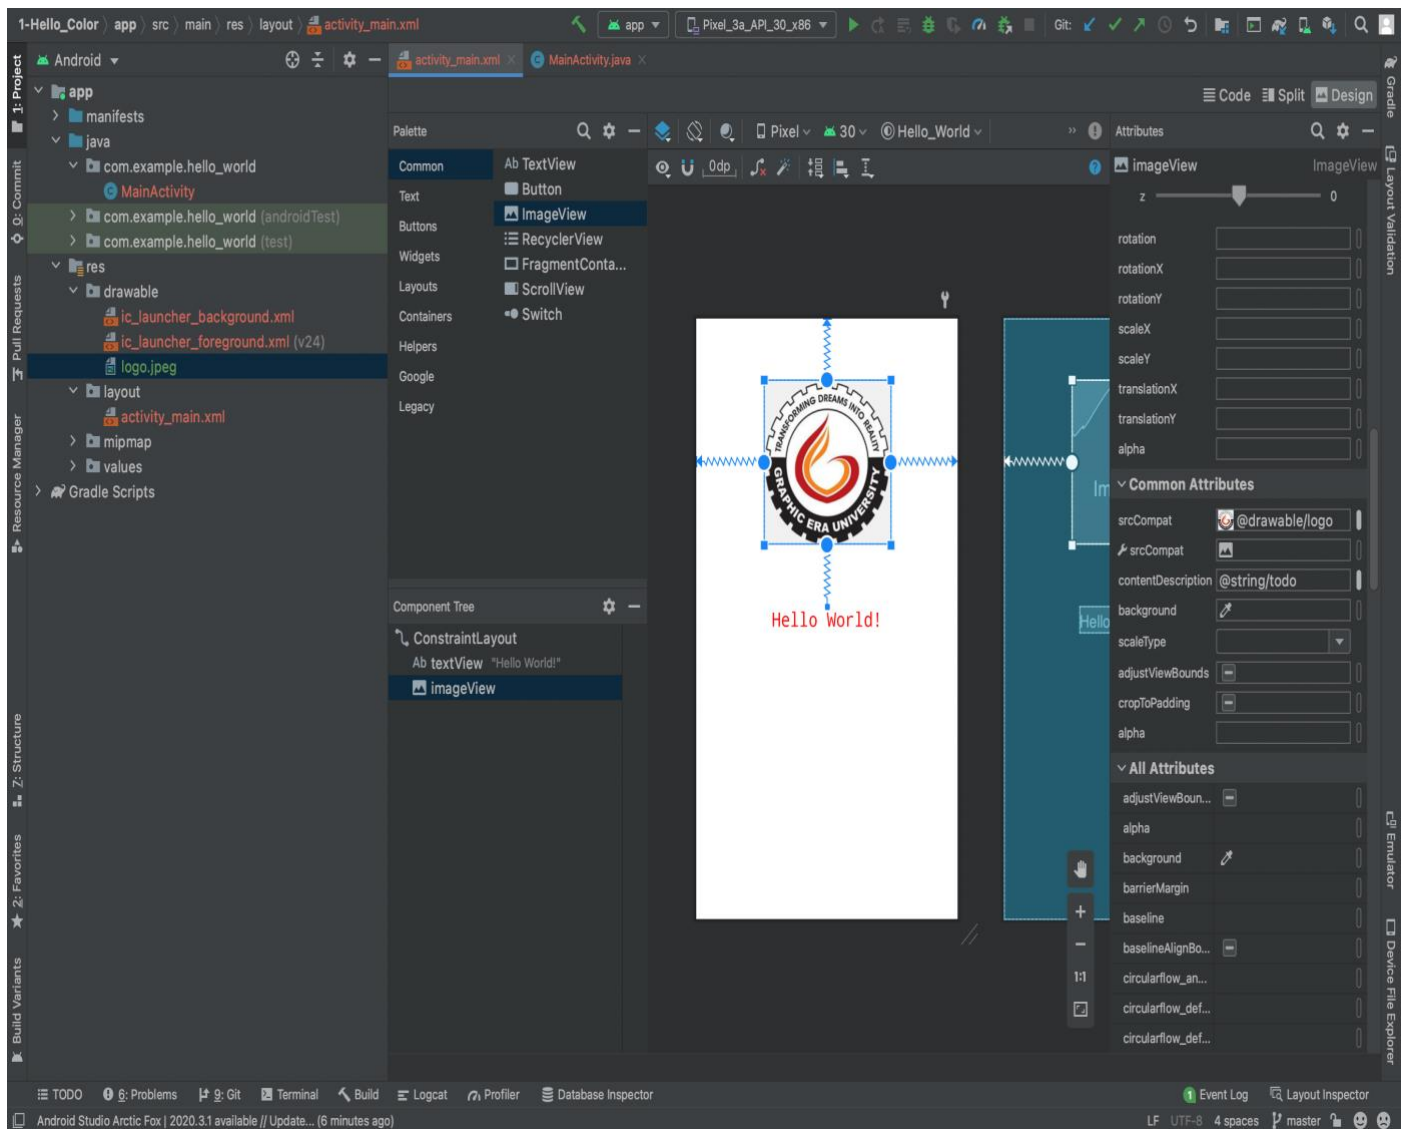 1-Hello_Color app src main res layout activity_main.xml
app
Pixel_3a_API_30_x86
Git:
1: Project
0: Commit
Pull Requests
Resource Manager
Z: Structure
2: Favorites
Build Variants
Android
app
manifests
java
com.example.hello_world
MainActivity
com.example.hello_world (androidTest)
com.example.hello_world (test)
res
drawable
ic_launcher_background.xml
ic_launcher_foreground.xml (v24)
logo.jpeg
layout
activity_main.xml
mipmap
values
Gradle Scripts
activity_main.xml
MainActivity.java
Code Split Design
Palette
Common
Text
Buttons
Widgets
Layouts
Containers
Helpers
Google
Legacy
Ab TextView
Button
ImageView
RecyclerView
FragmentConta...
ScrollView
Switch
Component Tree
ConstraintLayout
Ab textView "Hello World!"
imageView
Pixel 30 Hello_World
0dp
TRANSFORMING DREAMS INTO REALITY
GRAPHIC ERA UNIVERSITY
Hello World!
Im
Hello
1:1
Attributes
imageView ImageView
z 0
rotation
rotationX
rotationY
scaleX
scaleY
translationX
translationY
alpha
Common Attributes
srcCompat @drawable/logo
srcCompat
contentDescription @string/todo
background
scaleType
adjustViewBounds
cropToPadding
alpha
All Attributes
adjustViewBoun...
alpha
background
barrierMargin
baseline
baselineAlignBo...
circularflow_an...
circularflow_def...
circularflow_def...
Gradle
Layout Validation
Emulator
Device File Explorer
TODO 6: Problems 9: Git Terminal Build Logcat Profiler Database Inspector
1 Event Log Layout Inspector
Android Studio Arctic Fox | 2020.3.1 available // Update... (6 minutes ago)
LF UTF-8 4 spaces master